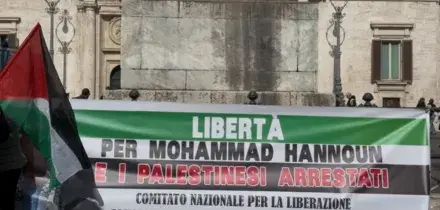 LIBERTÀ
PER MOHAMMAD HANNOUN
E I PALESTINESI ARRESTATI
COMITATO NAZIONALE PER LA LIBERAZIONE